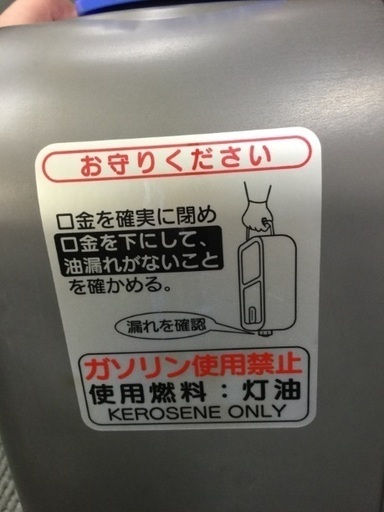 お守りください
口金を確実に閉め
口金を下にして、
油漏れがないこと
を確かめる。
漏れを確認
ガソリン使用禁止
使用燃料：灯油
KEROSENE ONLY